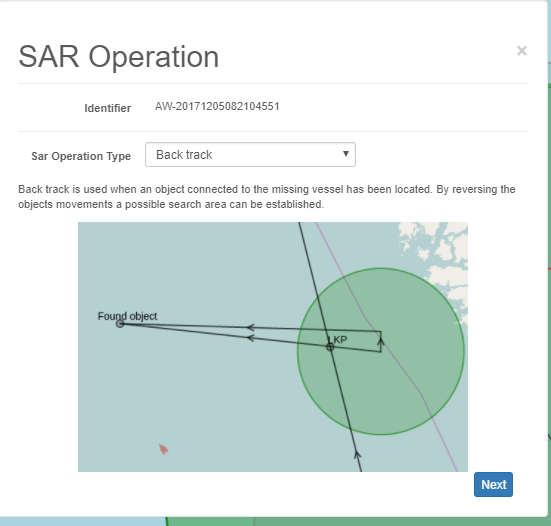 SAR Operation
×
Identifier AW-20171205082104551
Sar Operation Type Back track
Back track is used when an object connected to the missing vessel has been located. By reversing the
objects movements a possible search area can be established.
Found object
LKP
Next